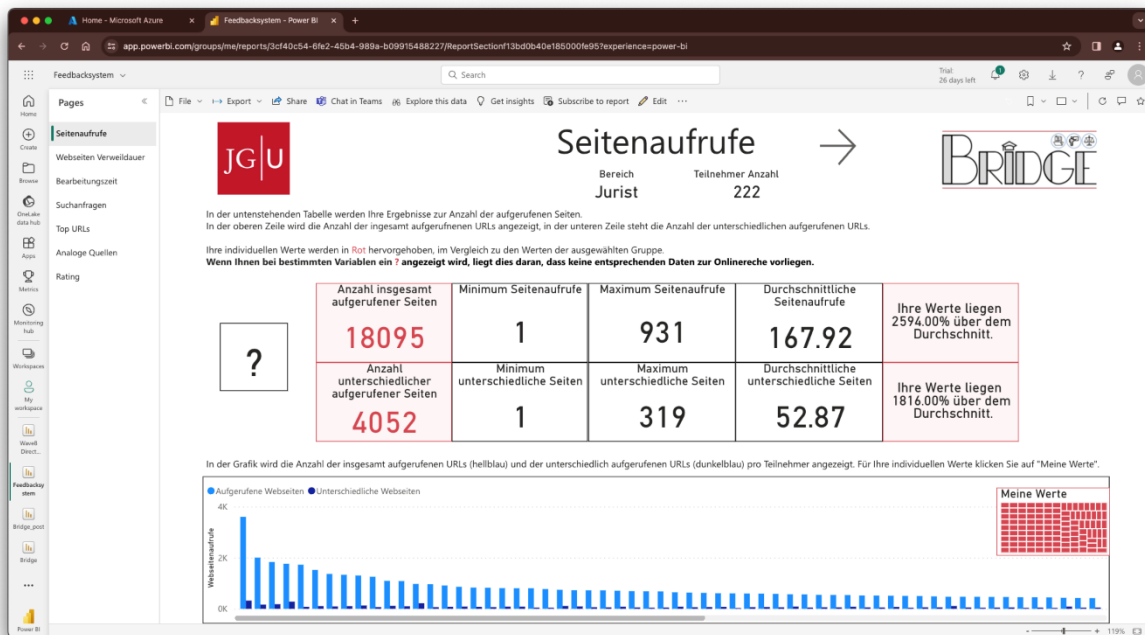 Home - Microsoft Azure
Feedbacksystem - Power BI
app.powerbi.com/groups/me/reports/3cf40c54-6fe2-45b4-989a-b09915488227/ReportSectionf13bd0b40e185000fe95?experience=power-bi
Feedbacksystem
Search
Trial:
26 days left
1
Home
Create
Browse
OneLake
data hub
Apps
Metrics
Monitoring
hub
Workspaces
My
workspace
WaveB
Direct...
Feedbacksy
stem
Bridge_post
Bridge
Power BI
Pages
Seitenaufrufe
Webseiten Verweildauer
Bearbeitungszeit
Suchanfragen
Top URLs
Analoge Quellen
Rating
File
Export
Share
Chat in Teams
Explore this data
Get insights
Subscribe to report
Edit
JG|U
Seitenaufrufe
Bereich
Jurist
Teilnehmer Anzahl
222
BRIDGE
In der untenstehenden Tabelle werden Ihre Ergebnisse zur Anzahl der aufgerufenen Seiten.
In der oberen Zeile wird die Anzahl der ingesamt aufgerufnenen URLs angezeigt, in der unteren Zeile steht die Anzahl der unterschiedlichen aufgerufenen URLs.
Ihre individuellen Werte werden in Rot hervorgehoben, im Vergleich zu den Werten der ausgewählten Gruppe.
Wenn Ihnen bei bestimmten Variablen ein ? angezeigt wird, liegt dies daran, dass keine entsprechenden Daten zur Onlinereche vorliegen.
?
Anzahl insgesamt
aufgerufener Seiten
18095
Minimum Seitenaufrufe
1
Maximum Seitenaufrufe
931
Durchschnittliche
Seitenaufrufe
167.92
Ihre Werte liegen
2594.00% über dem
Durchschnitt.
Anzahl
unterschiedlicher
aufgerufener Seiten
4052
Minimum
unterschiedliche Seiten
1
Maximum
unterschiedliche Seiten
319
Durchschnittliche
unterschiedliche Seiten
52.87
Ihre Werte liegen
1816.00% über dem
Durchschnitt.
In der Grafik wird die Anzahl der insgesamt aufgerufenen URLs (hellblau) und der unterschiedlich aufgerufenen URLs (dunkelblau) pro Teilnehmer angezeigt. Für Ihre individuellen Werte klicken Sie auf "Meine Werte".
Aufgerufene Webseiten
Unterschiedliche Webseiten
Meine Werte
Webseitenaufrufe
4K
2K
0K
119%